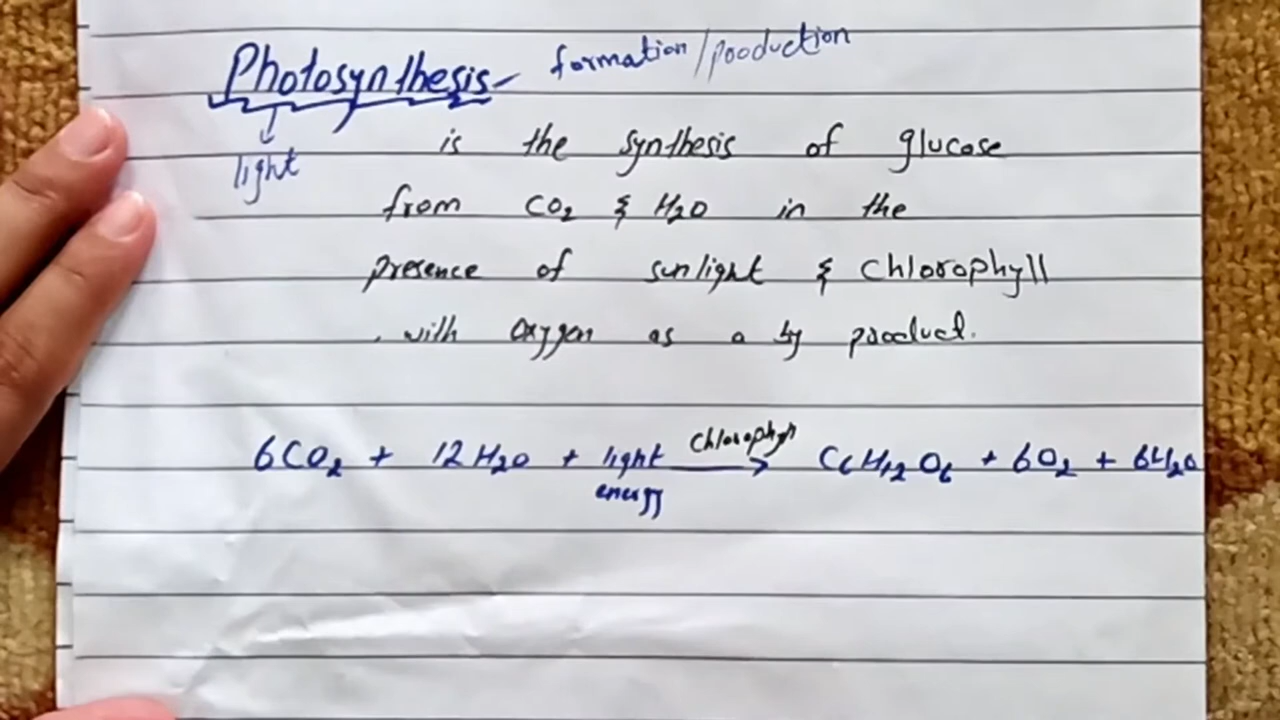 Photosynthesis- formation/production
light
is the synthesis of glucose
from CO2 & H2O in the
presence of sunlight & Chlorophyll
. with oxygen as a by product.
6CO2 + 12H2O + light energy Chlorophyll → C6H12O6 + 6O2 + 6H2O